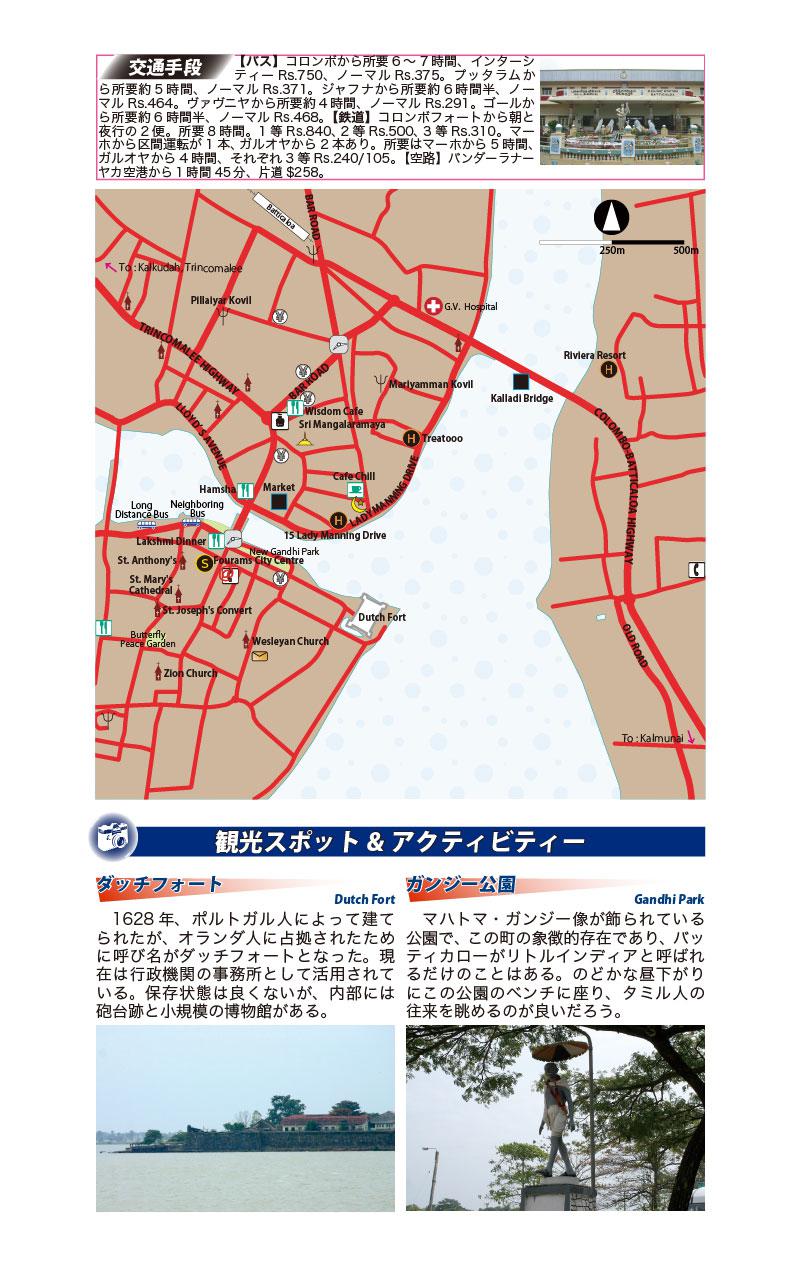 交通手段
【バス】コロンボから所要6〜7時間、インターシ
ティー Rs.750、ノーマル Rs.375。プッタラムか
ら所要約5時間、ノーマル Rs.371。ジャフナから所要約6時間半、ノー
マル Rs.464。ヴァヴニヤから所要約4時間、ノーマル Rs.291。ゴールか
ら所要約6時間半、ノーマル Rs.468。【鉄道】コロンボフォートから朝と
夜行の2便。所要8時間。1等 Rs.840、2等 Rs.500、3等 Rs.310。マー
ホから区間運転が1本、ガルオヤから2本あり。所要はマーホから5時間、
ガルオヤから4時間、それぞれ3等 Rs.240/105。【空路】バンダーラナー
ヤカ空港から1時間45分、片道 $258。
Batticaloa
BAR ROAD
250m
500m
To : Kalkudah, Trincomalee
Pillaiyar Kovil
G.V. Hospital
TRINCOMALEE HIGHWAY
Riviera Resort
H
BAR ROAD
Mariyamman Kovil
Kalladi Bridge
LLOYD'S AVENUE
Wisdom Cafe
Sri Mangalaramaya
COLOMBO-BATTICALOA HIGHWAY
H
Treatooo
Cafe Chill
Hamsha
Market
LADY MANNING DRIVE
Long
Distance Bus
Neighboring
Bus
H
15 Lady Manning Drive
Lakshmi Dinner
New Gandhi Park
St. Anthony's
S
Fourams City Centre
St. Mary's
Cathedral
St. Joseph's Convert
Dutch Fort
Butterfly
Peace Garden
Wesleyan Church
OLD ROAD
Zion Church
To : Kalmunai
観光スポット & アクティビティー
ダッチフォート
Dutch Fort
1628年、ポルトガル人によって建て
られたが、オランダ人に占拠されたため
に呼び名がダッチフォートとなった。現
在は行政機関の事務所として活用されて
いる。保存状態は良くないが、内部には
砲台跡と小規模の博物館がある。
ガンジー公園
Gandhi Park
マハトマ・ガンジー像が飾られている
公園で、この町の象徴的存在であり、バッ
ティカローがリトルインディアと呼ばれ
るだけのことはある。のどかな昼下がり
にこの公園のベンチに座り、タミル人の
往来を眺めるのが良いだろう。